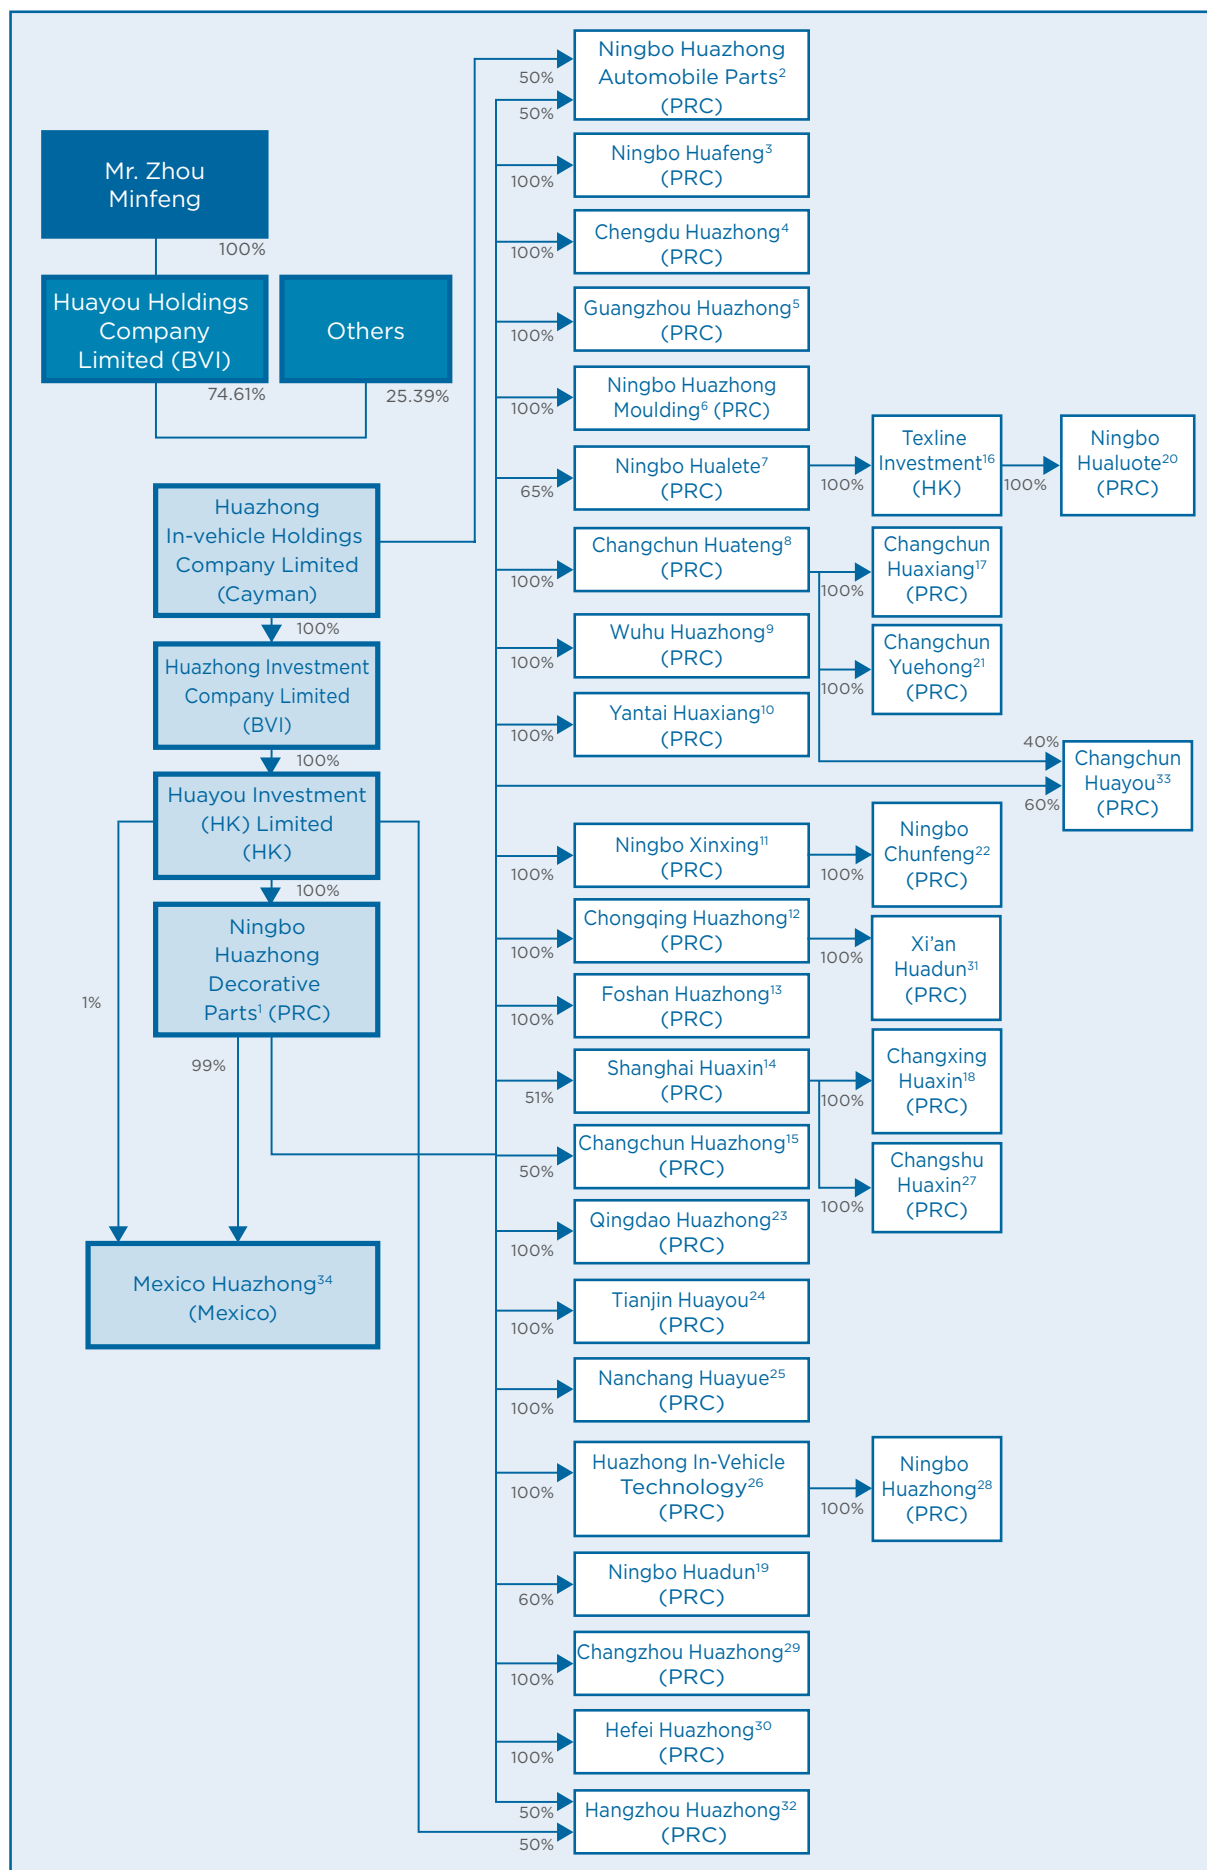 Mr. Zhou
Minfeng
100%
Huayou Holdings
Company
Limited (BVI)
74.61%
Others
25.39%
Huazhong
In-vehicle Holdings
Company Limited
(Cayman)
100%
Huazhong Investment
Company Limited
(BVI)
100%
Huayou Investment
(HK) Limited
(HK)
100%
Ningbo
Huazhong
Decorative
Parts¹ (PRC)
1%
99%
Mexico Huazhong³⁴
(Mexico)
50%
50%
Ningbo Huazhong
Automobile Parts²
(PRC)
100%
Ningbo Huafeng³
(PRC)
100%
Chengdu Huazhong⁴
(PRC)
100%
Guangzhou Huazhong⁵
(PRC)
100%
Ningbo Huazhong
Moulding⁶ (PRC)
65%
Ningbo Hualete⁷
(PRC)
100%
Texline
Investment¹⁶
(HK)
100%
Ningbo
Hualuote²⁰
(PRC)
100%
Changchun Huateng⁸
(PRC)
100%
Changchun
Huaxiang¹⁷
(PRC)
100%
Changchun
Yuehong²¹
(PRC)
100%
Wuhu Huazhong⁹
(PRC)
100%
Yantai Huaxiang¹⁰
(PRC)
40%
60%
Changchun
Huayou³³
(PRC)
100%
Ningbo Xinxing¹¹
(PRC)
100%
Ningbo
Chunfeng²²
(PRC)
100%
Chongqing Huazhong¹²
(PRC)
100%
Xi’an
Huadun³¹
(PRC)
100%
Foshan Huazhong¹³
(PRC)
51%
Shanghai Huaxin¹⁴
(PRC)
100%
Changxing
Huaxin¹⁸
(PRC)
100%
Changshu
Huaxin²⁷
(PRC)
50%
Changchun Huazhong¹⁵
(PRC)
100%
Qingdao Huazhong²³
(PRC)
100%
Tianjin Huayou²⁴
(PRC)
100%
Nanchang Huayue²⁵
(PRC)
100%
Huazhong In-Vehicle
Technology²⁶
(PRC)
100%
Ningbo
Huazhong²⁸
(PRC)
60%
Ningbo Huadun¹⁹
(PRC)
100%
Changzhou Huazhong²⁹
(PRC)
100%
Hefei Huazhong³⁰
(PRC)
50%
50%
Hangzhou Huazhong³²
(PRC)